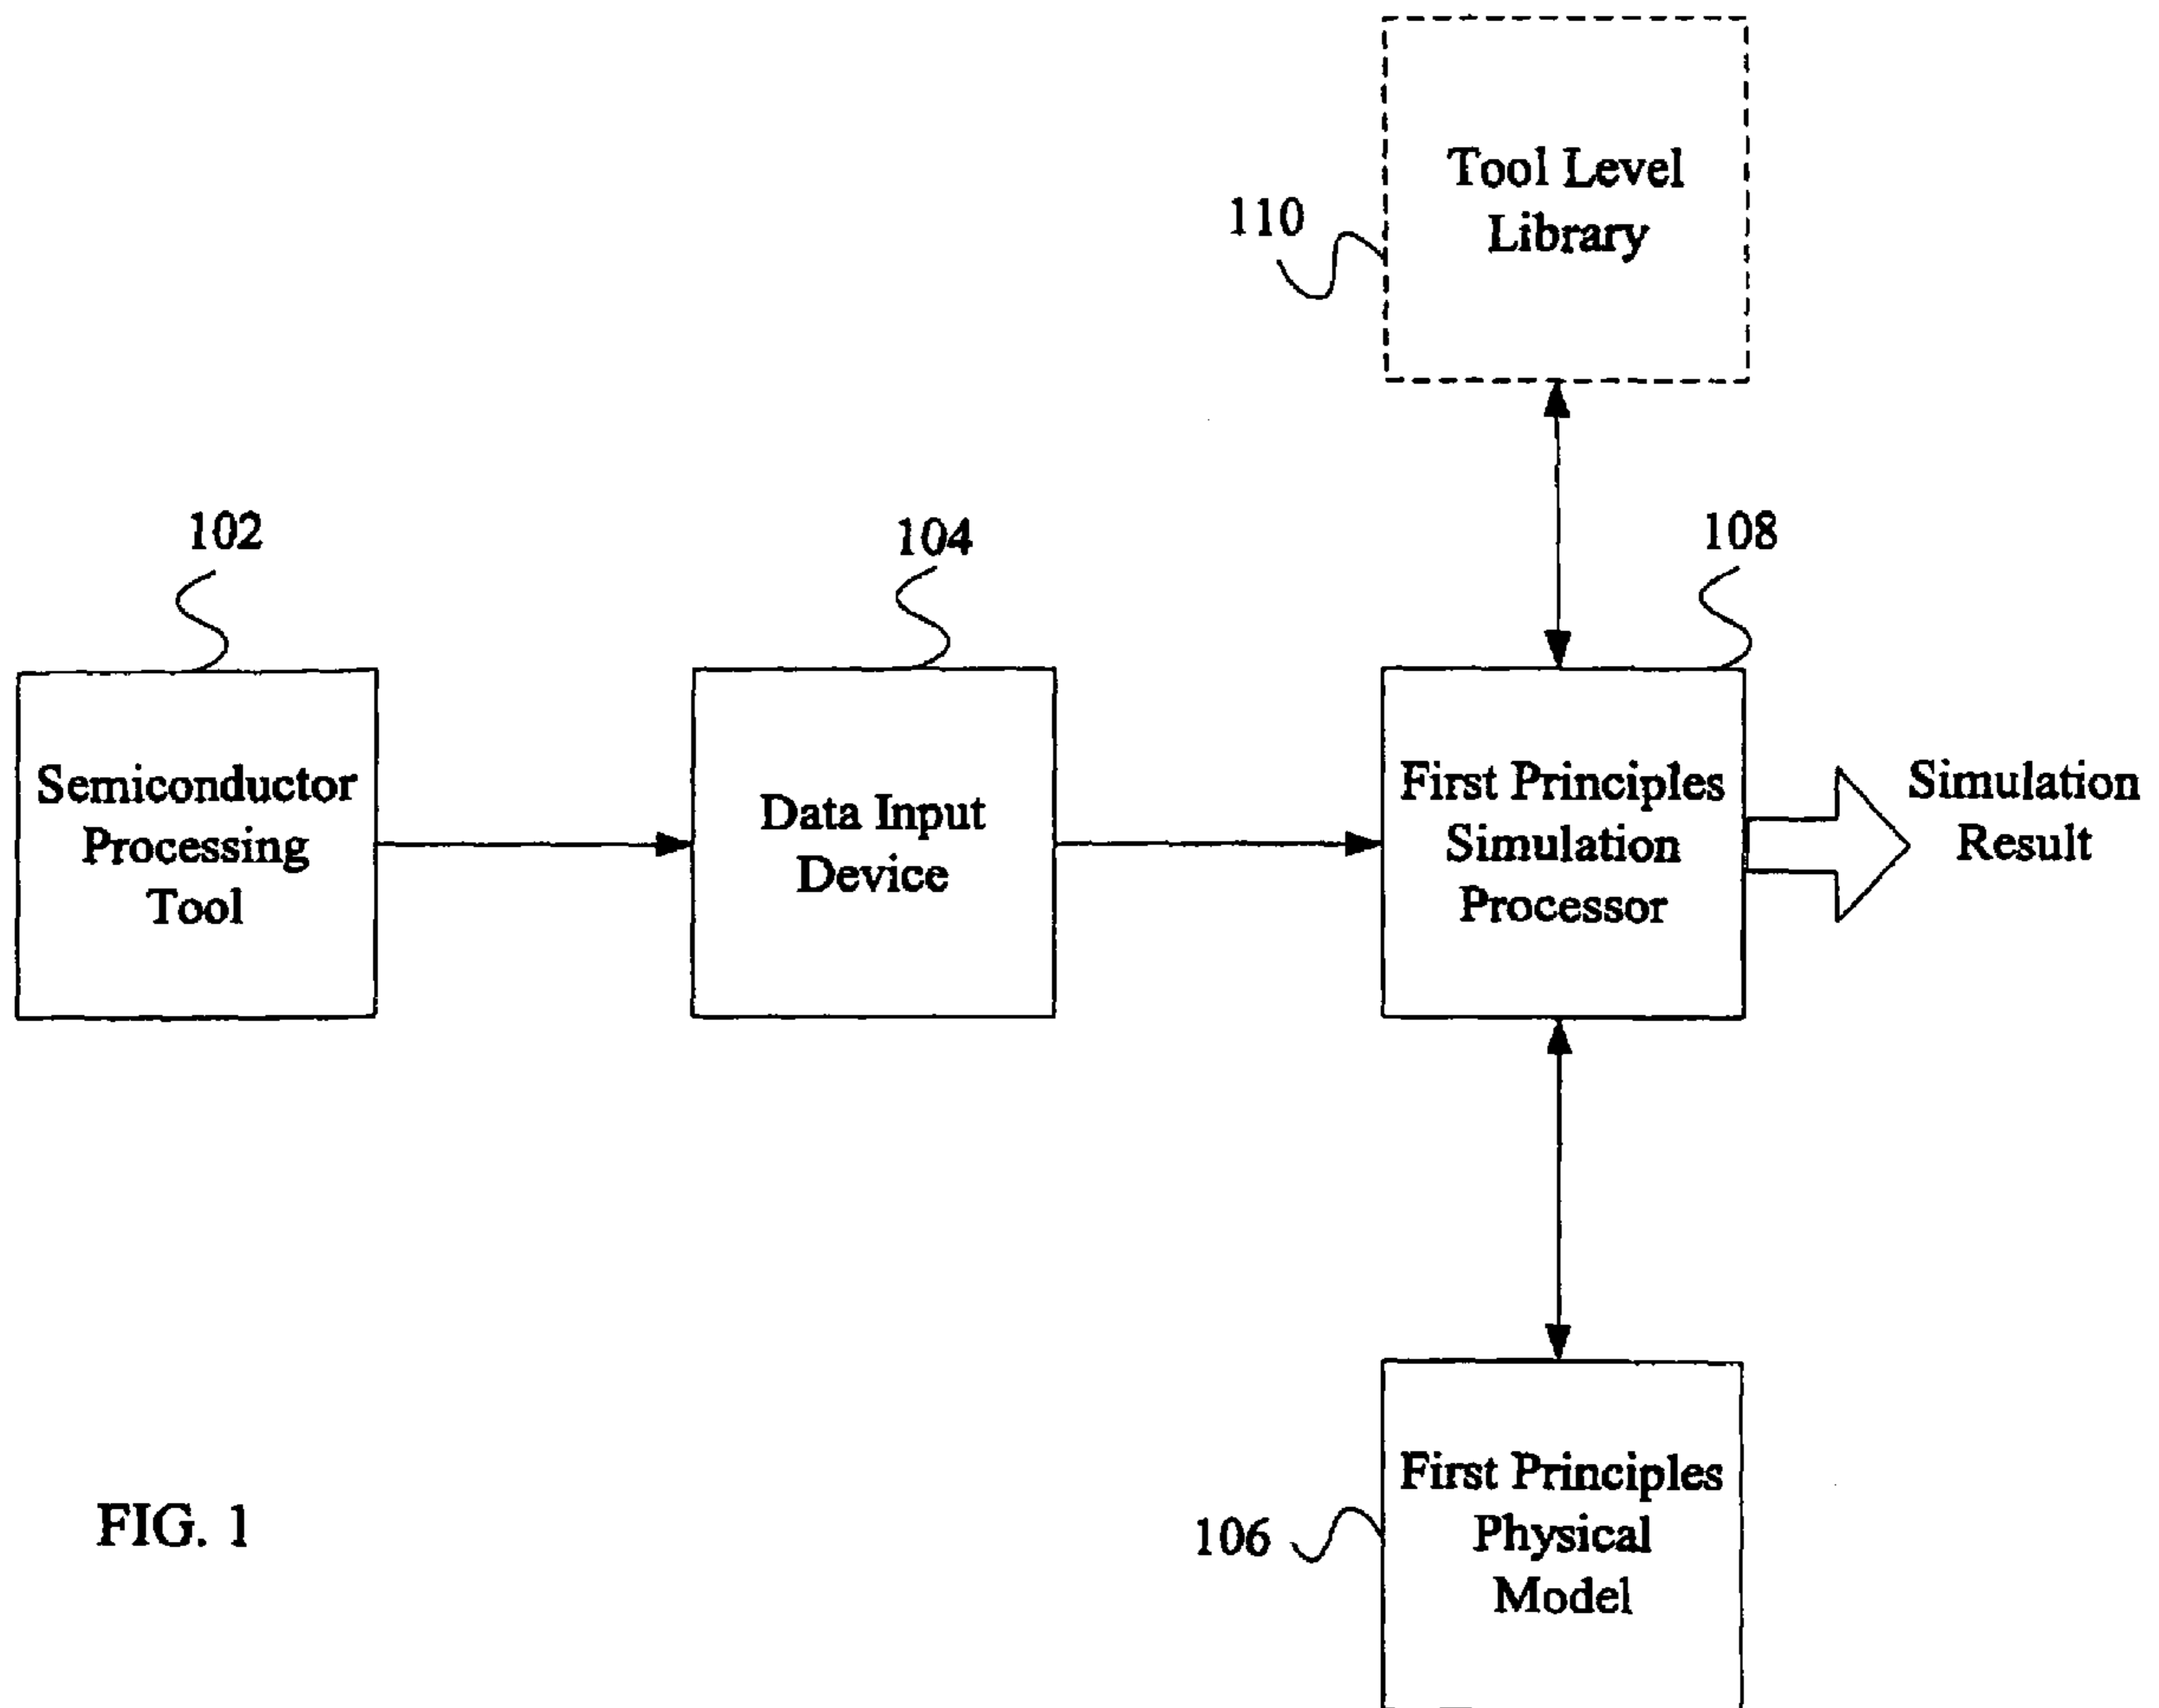 Tool Level
Library
110
102
104
108
Semiconductor
Processing
Tool
Data Input
Device
First Principles
Simulation
Processor
Simulation
Result
First Principles
Physical
Model
106
FIG. 1